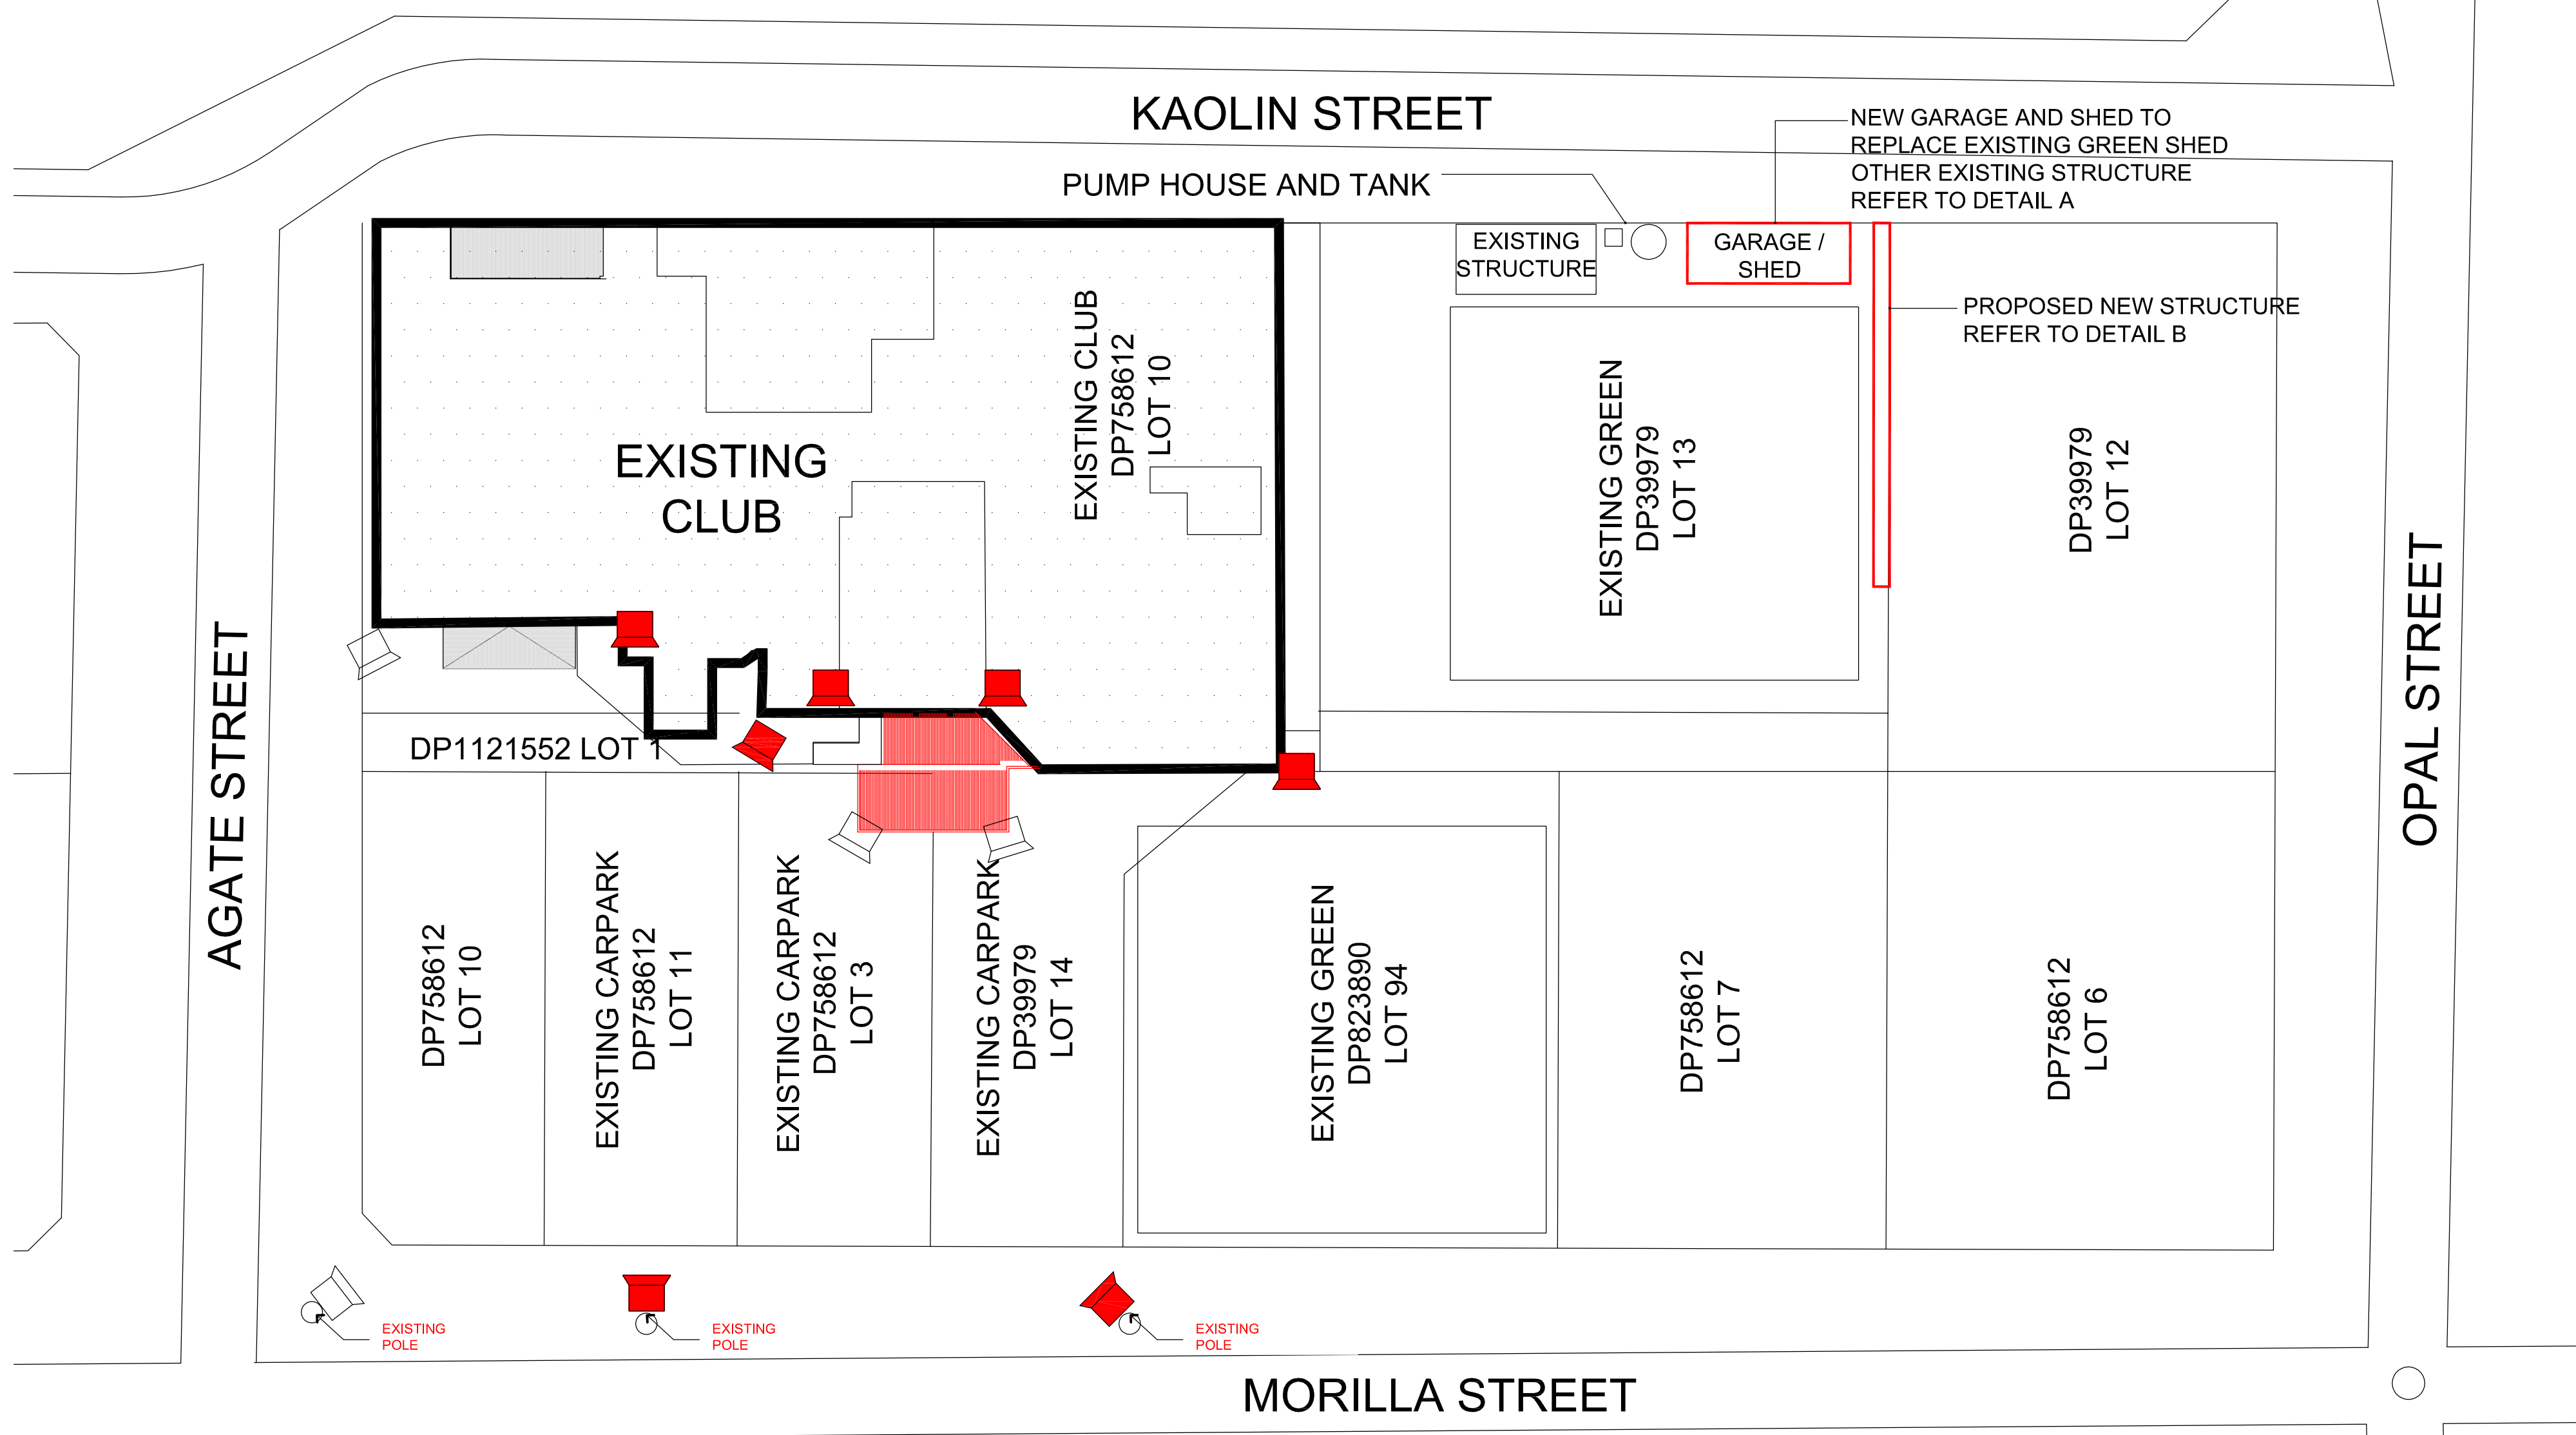 KAOLIN STREET
NEW GARAGE AND SHED TO
REPLACE EXISTING GREEN SHED
OTHER EXISTING STRUCTURE
REFER TO DETAIL A
PUMP HOUSE AND TANK
EXISTING
STRUCTURE
GARAGE /
SHED
PROPOSED NEW STRUCTURE
REFER TO DETAIL B
EXISTING
CLUB
EXISTING CLUB
DP758612
LOT 10
EXISTING GREEN
DP39979
LOT 13
DP39979
LOT 12
AGATE STREET
OPAL STREET
DP1121552 LOT 1
DP758612
LOT 10
EXISTING CARPARK
DP758612
LOT 11
EXISTING CARPARK
DP758612
LOT 3
EXISTING CARPARK
DP39979
LOT 14
EXISTING GREEN
DP823890
LOT 94
DP758612
LOT 7
DP758612
LOT 6
EXISTING
POLE
EXISTING
POLE
EXISTING
POLE
MORILLA STREET